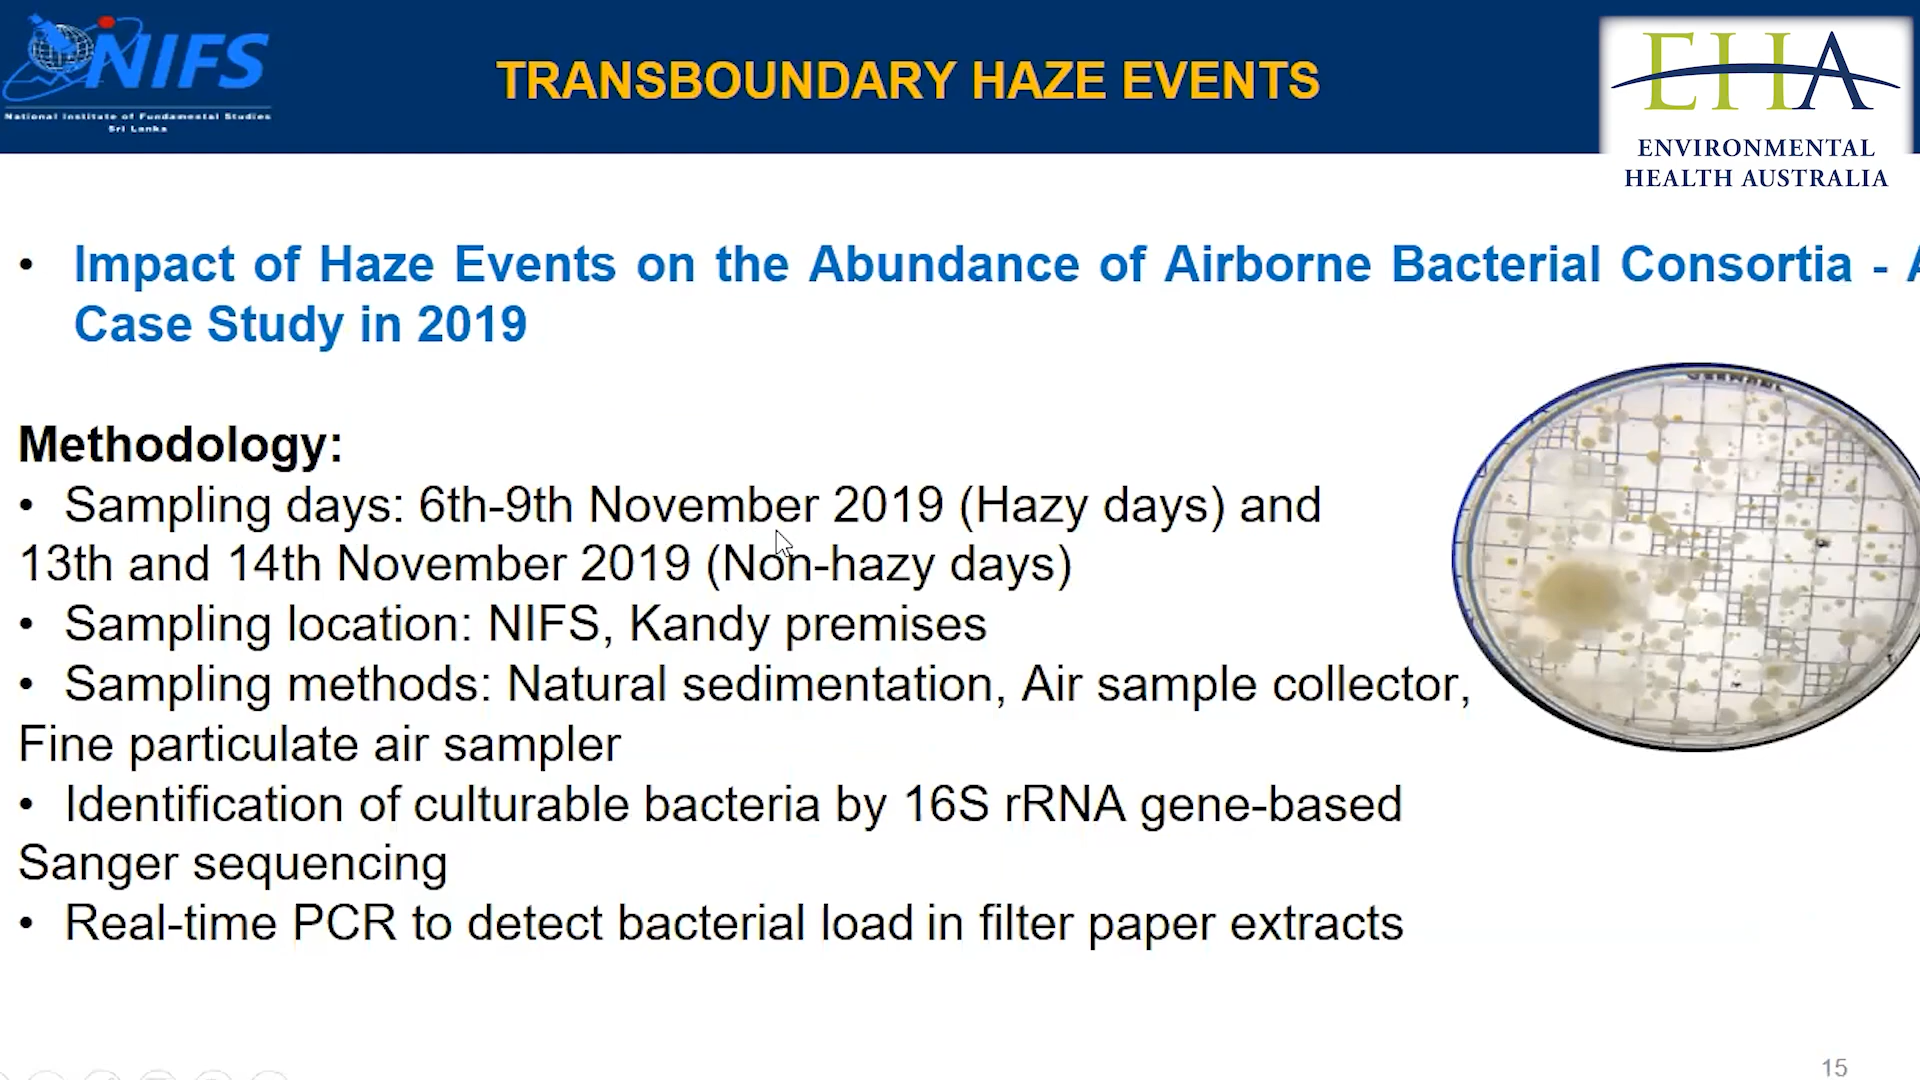 NIFS
National Institute of Fundamental Studies
Sri Lanka
TRANSBOUNDARY HAZE EVENTS
EHA
ENVIRONMENTAL
HEALTH AUSTRALIA
• Impact of Haze Events on the Abundance of Airborne Bacterial Consortia - A
Case Study in 2019
Methodology:
• Sampling days: 6th-9th November 2019 (Hazy days) and
13th and 14th November 2019 (Non-hazy days)
• Sampling location: NIFS, Kandy premises
• Sampling methods: Natural sedimentation, Air sample collector,
Fine particulate air sampler
• Identification of culturable bacteria by 16S rRNA gene-based
Sanger sequencing
• Real-time PCR to detect bacterial load in filter paper extracts
15